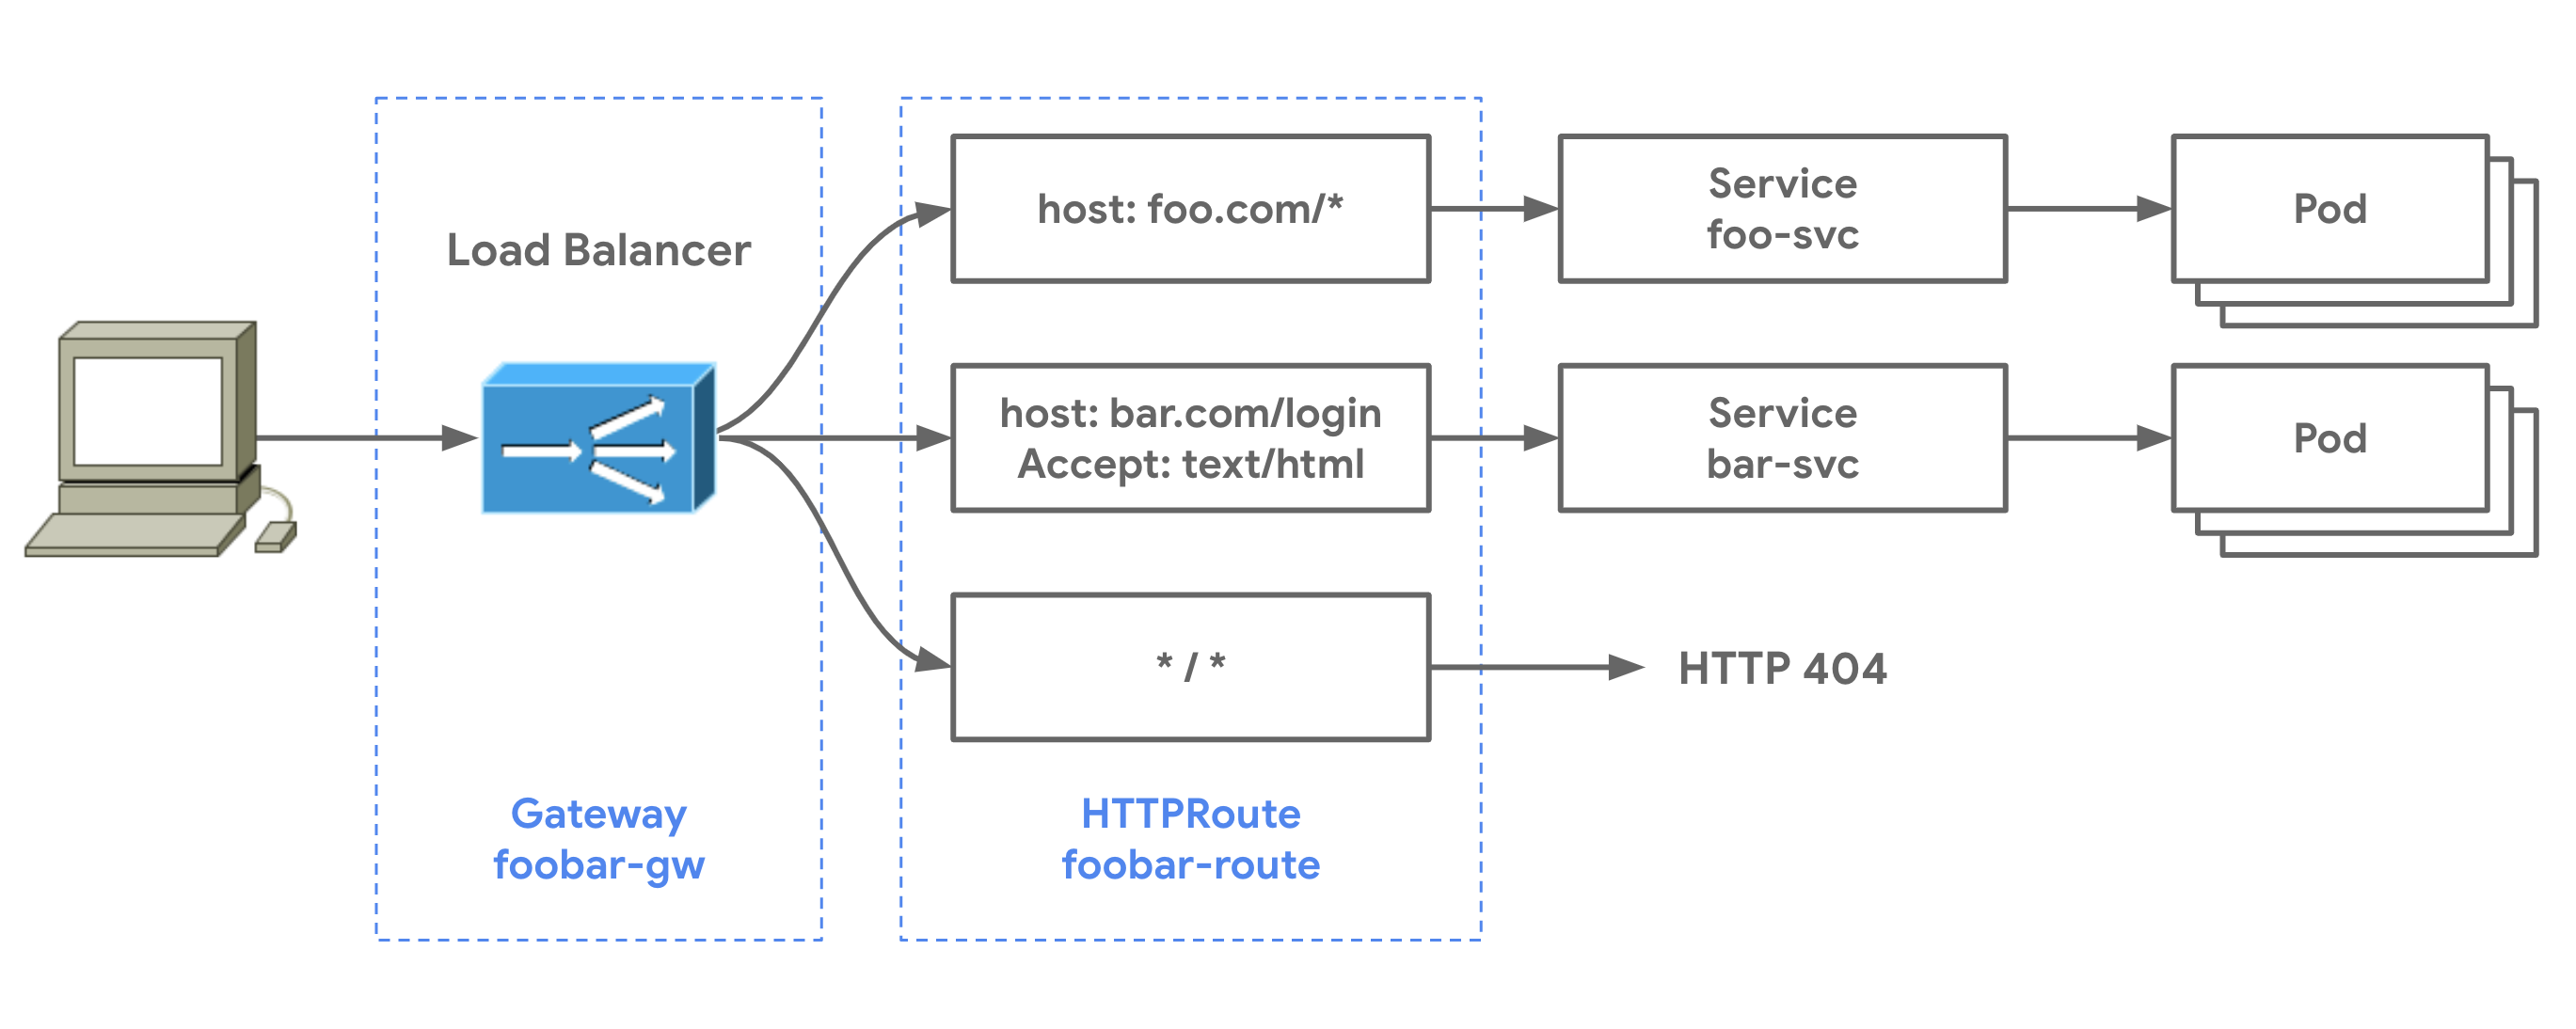 Load Balancer
Gateway
foobar-gw
host: foo.com/*
host: bar.com/login
Accept: text/html
* / *
HTTPRoute
foobar-route
Service
foo-svc
Service
bar-svc
HTTP 404
Pod
Pod